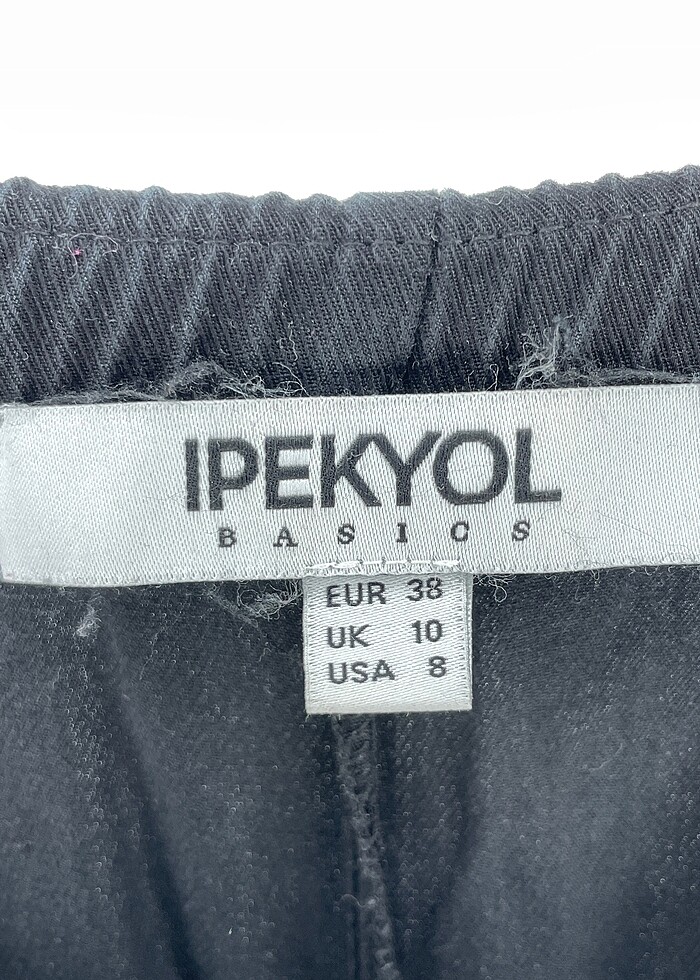 IPEKYOL
BASICS
EUR 38
UK 10
USA 8